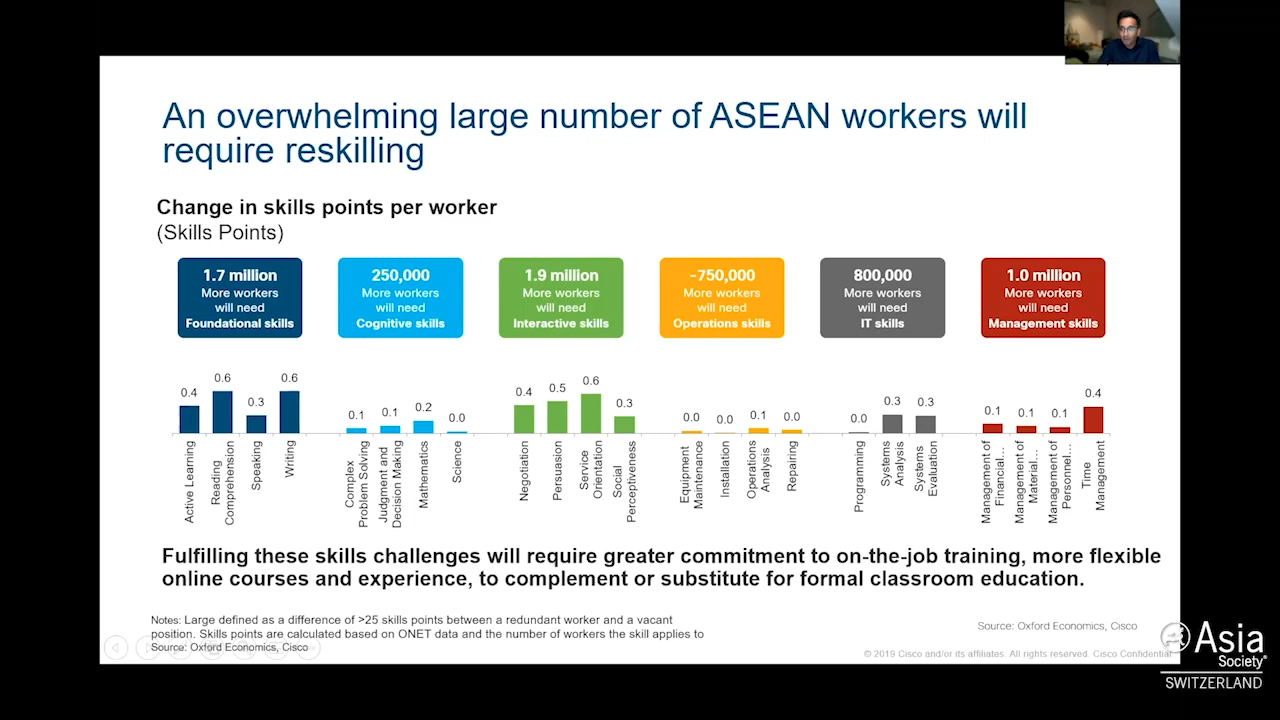 An overwhelming large number of ASEAN workers will
require reskilling
Change in skills points per worker
(Skills Points)
1.7 million
More workers
will need
Foundational skills
250,000
More workers
will need
Cognitive skills
1.9 million
More workers
will need
Interactive skills
-750,000
More workers
will need
Operations skills
800,000
More workers
will need
IT skills
1.0 million
More workers
will need
Management skills
0.4
0.6
0.3
0.6
0.1
0.1
0.2
0.0
0.4
0.5
0.6
0.3
0.0
0.0
0.1
0.0
0.0
0.3
0.3
0.1
0.1
0.1
0.4
Active Learning
Reading
Comprehension
Speaking
Writing
Complex
Problem Solving
Judgment and
Decision Making
Mathematics
Science
Negotiation
Persuasion
Service
Orientation
Social
Perceptiveness
Equipment
Maintenance
Installation
Operations
Analysis
Repairing
Programming
Systems
Analysis
Systems
Evaluation
Management of
Financial...
Management of
Material...
Management of
Personnel...
Time
Management
Fulfilling these skills challenges will require greater commitment to on-the-job training, more flexible
online courses and experience, to complement or substitute for formal classroom education.
Notes: Large defined as a difference of >25 skills points between a redundant worker and a vacant
position. Skills points are calculated based on ONET data and the number of workers the skill applies to
Source: Oxford Economics, Cisco
Source: Oxford Economics, Cisco
© 2019 Cisco and/or its affiliates. All rights reserved. Cisco Confidential
Asia
Society
SWITZERLAND